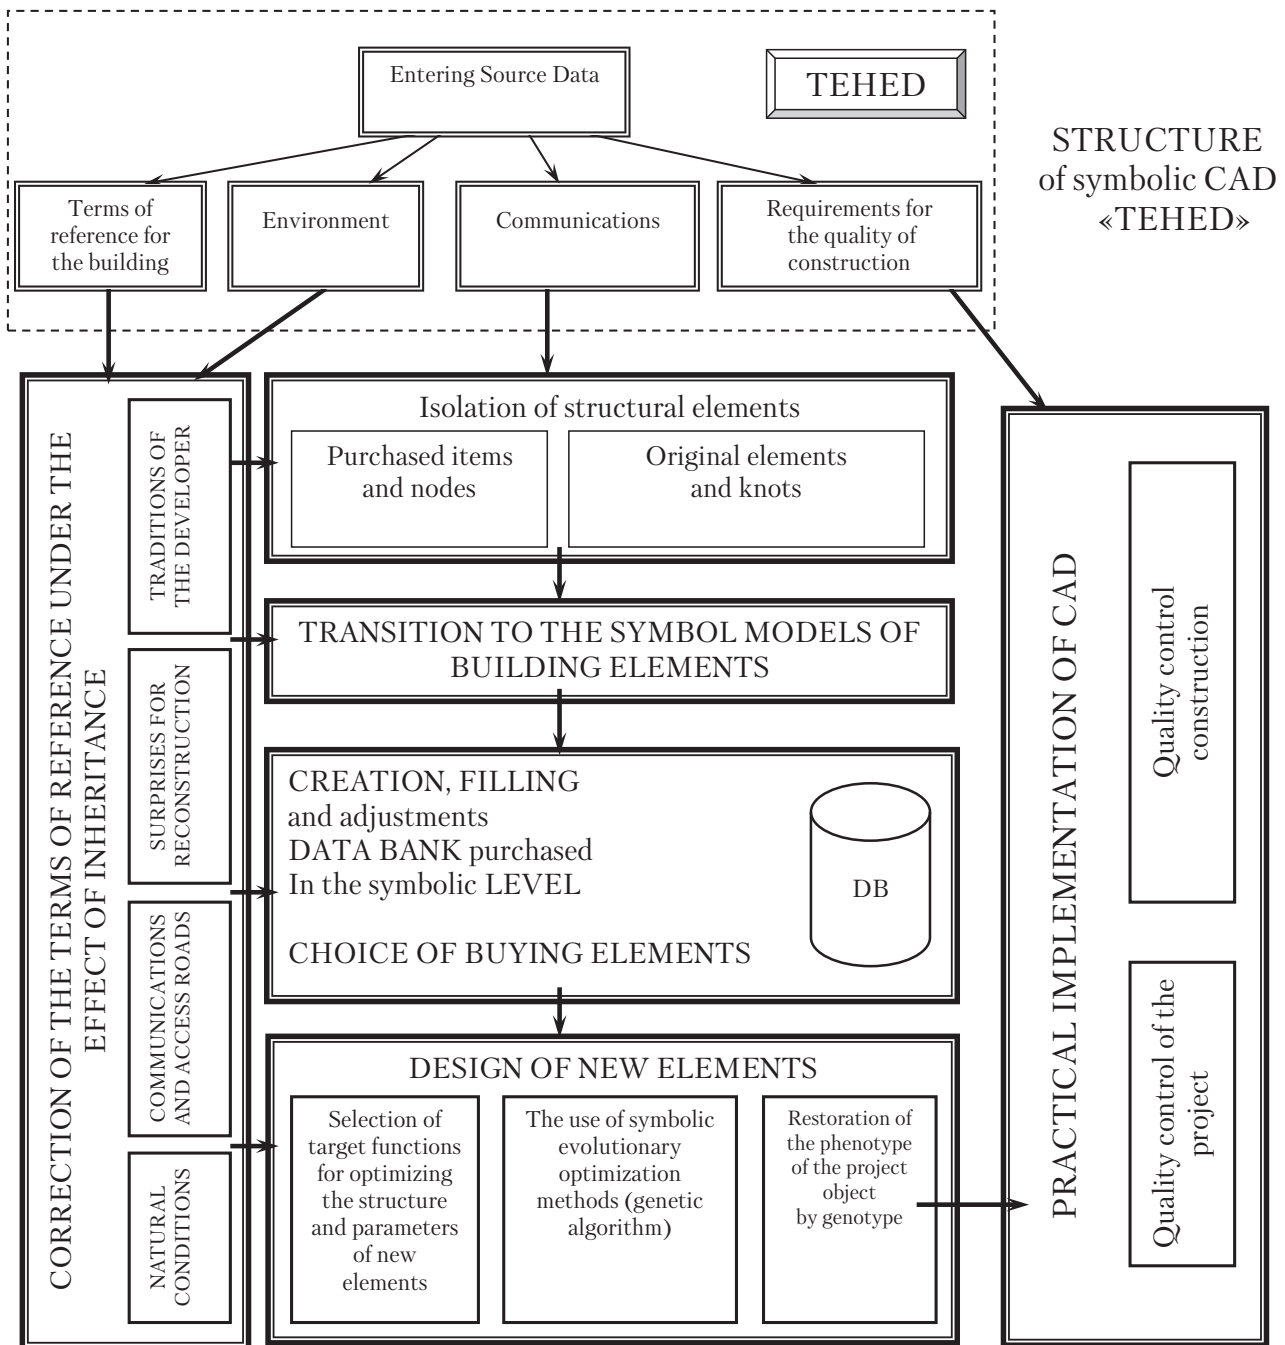 Entering Source Data
TEHED
STRUCTURE
of symbolic CAD
«TEHED»
Terms of
reference for
the building
Environment
Communications
Requirements for
the quality of
construction
CORRECTION OF THE TERMS OF REFERENCE UNDER THE
EFFECT OF INHERITANCE
TRADITIONS OF
THE DEVELOPER
SURPRISES FOR
RECONSTRUCTION
COMMUNICATIONS
AND ACCESS ROADS
NATURAL
CONDITIONS
Isolation of structural elements
Purchased items
and nodes
Original elements
and knots
TRANSITION TO THE SYMBOL MODELS OF
BUILDING ELEMENTS
CREATION, FILLING
and adjustments
DATA BANK purchased
In the symbolic LEVEL
CHOICE OF BUYING ELEMENTS
DB
DESIGN OF NEW ELEMENTS
Selection of
target functions
for optimizing
the structure
and parameters
of new
elements
The use of symbolic
evolutionary
optimization
methods (genetic
algorithm)
Restoration of
the phenotype
of the project
object
by genotype
PRACTICAL IMPLEMENTATION OF CAD
Quality control
construction
Quality control of the
project